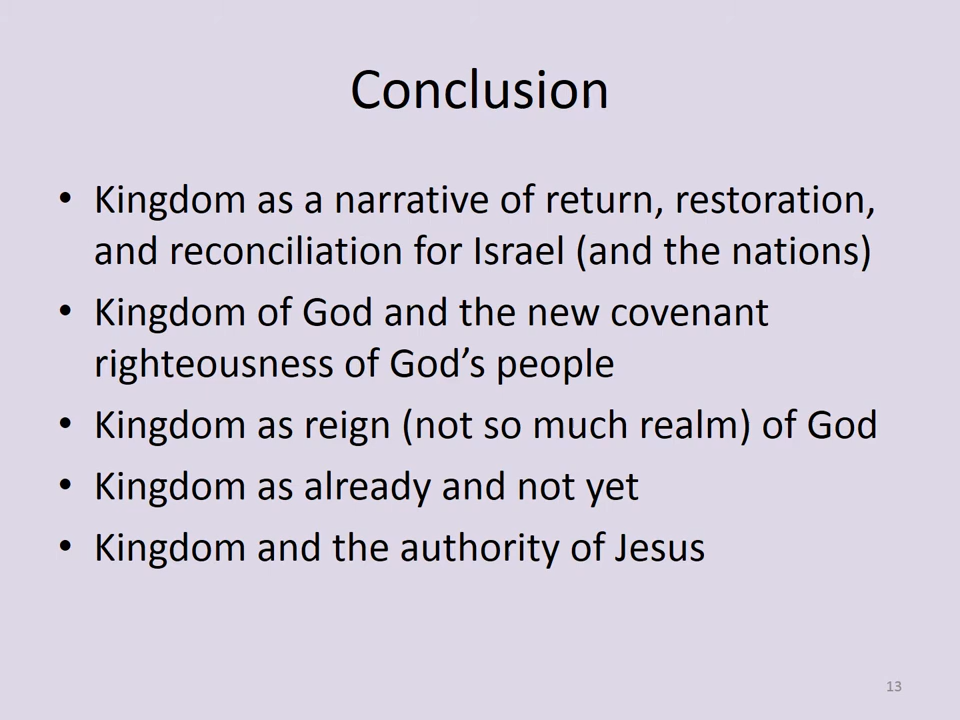 Conclusion
• Kingdom as a narrative of return, restoration,
and reconciliation for Israel (and the nations)
• Kingdom of God and the new covenant
righteousness of God’s people
• Kingdom as reign (not so much realm) of God
• Kingdom as already and not yet
• Kingdom and the authority of Jesus
13